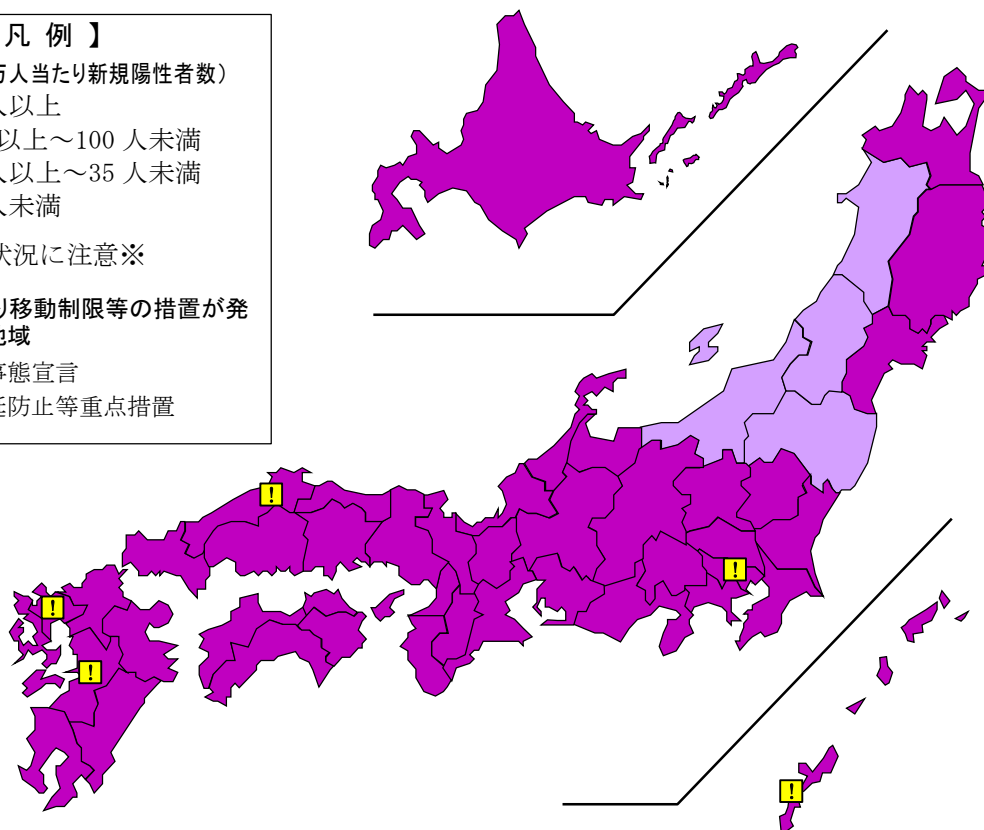 凡 例 】
万人当たり新規陽性者数）
人以上
以上～100 人未満
人以上～35 人未満
人未満
状況に注意※
り移動制限等の措置が発
地域
事態宣言
延防止等重点措置
!
!
!
!
!